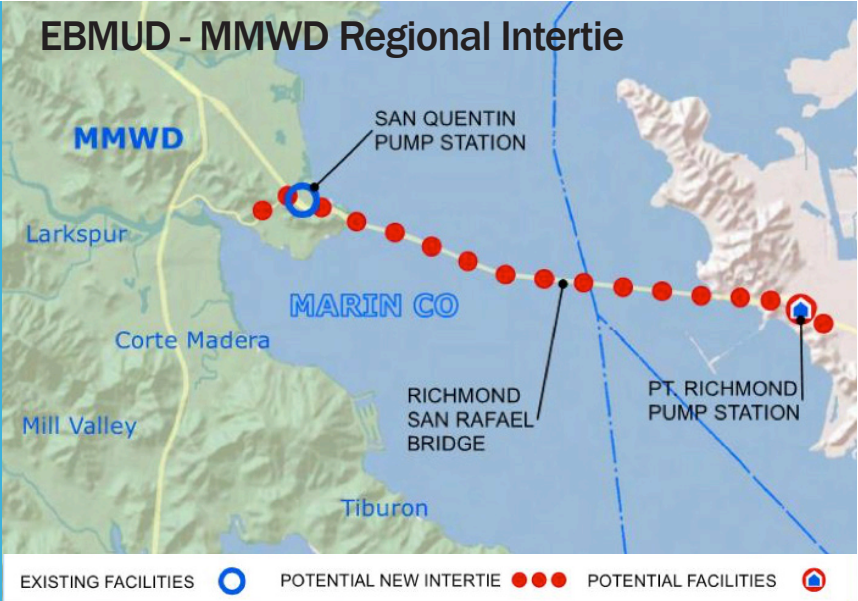 EBMUD - MMWD Regional Intertie
SAN QUENTIN
PUMP STATION
MMWD
Larkspur
MARIN CO
Corte Madera
RICHMOND
SAN RAFAEL
BRIDGE
PT. RICHMOND
PUMP STATION
Mill Valley
Tiburon
EXISTING FACILITIES
POTENTIAL NEW INTERTIE
POTENTIAL FACILITIES